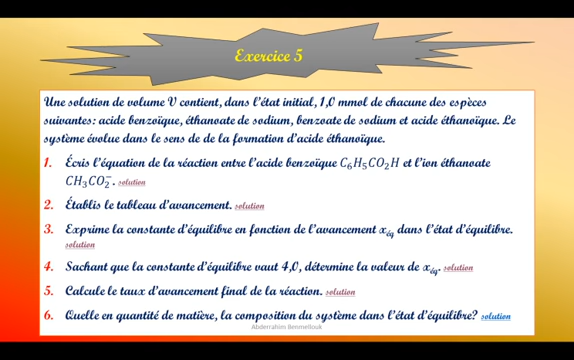 Exercice 5
Une solution de volume V contient, dans l'état initial, 1,0 mmol de chacune des espèces
suivantes: acide benzoïque, éthanoate de sodium, benzoate de sodium et acide éthanoïque. Le
système évolue dans le sens de de la formation d'acide éthanoïque.
1. Écris l'équation de la réaction entre l'acide benzoïque C₆H₅CO₂H et l'ion éthanoate
CH₃CO₂⁻. solution
2. Établis le tableau d'avancement. solution
3. Exprime la constante d'équilibre en fonction de l'avancement xéq dans l'état d'équilibre.
solution
4. Sachant que la constante d'équilibre vaut 4,0, détermine la valeur de xéq. solution
5. Calcule le taux d'avancement final de la réaction. solution
6. Quelle en quantité de matière, la composition du système dans l'état d'équilibre? solution
Abderrahim Benmellouk